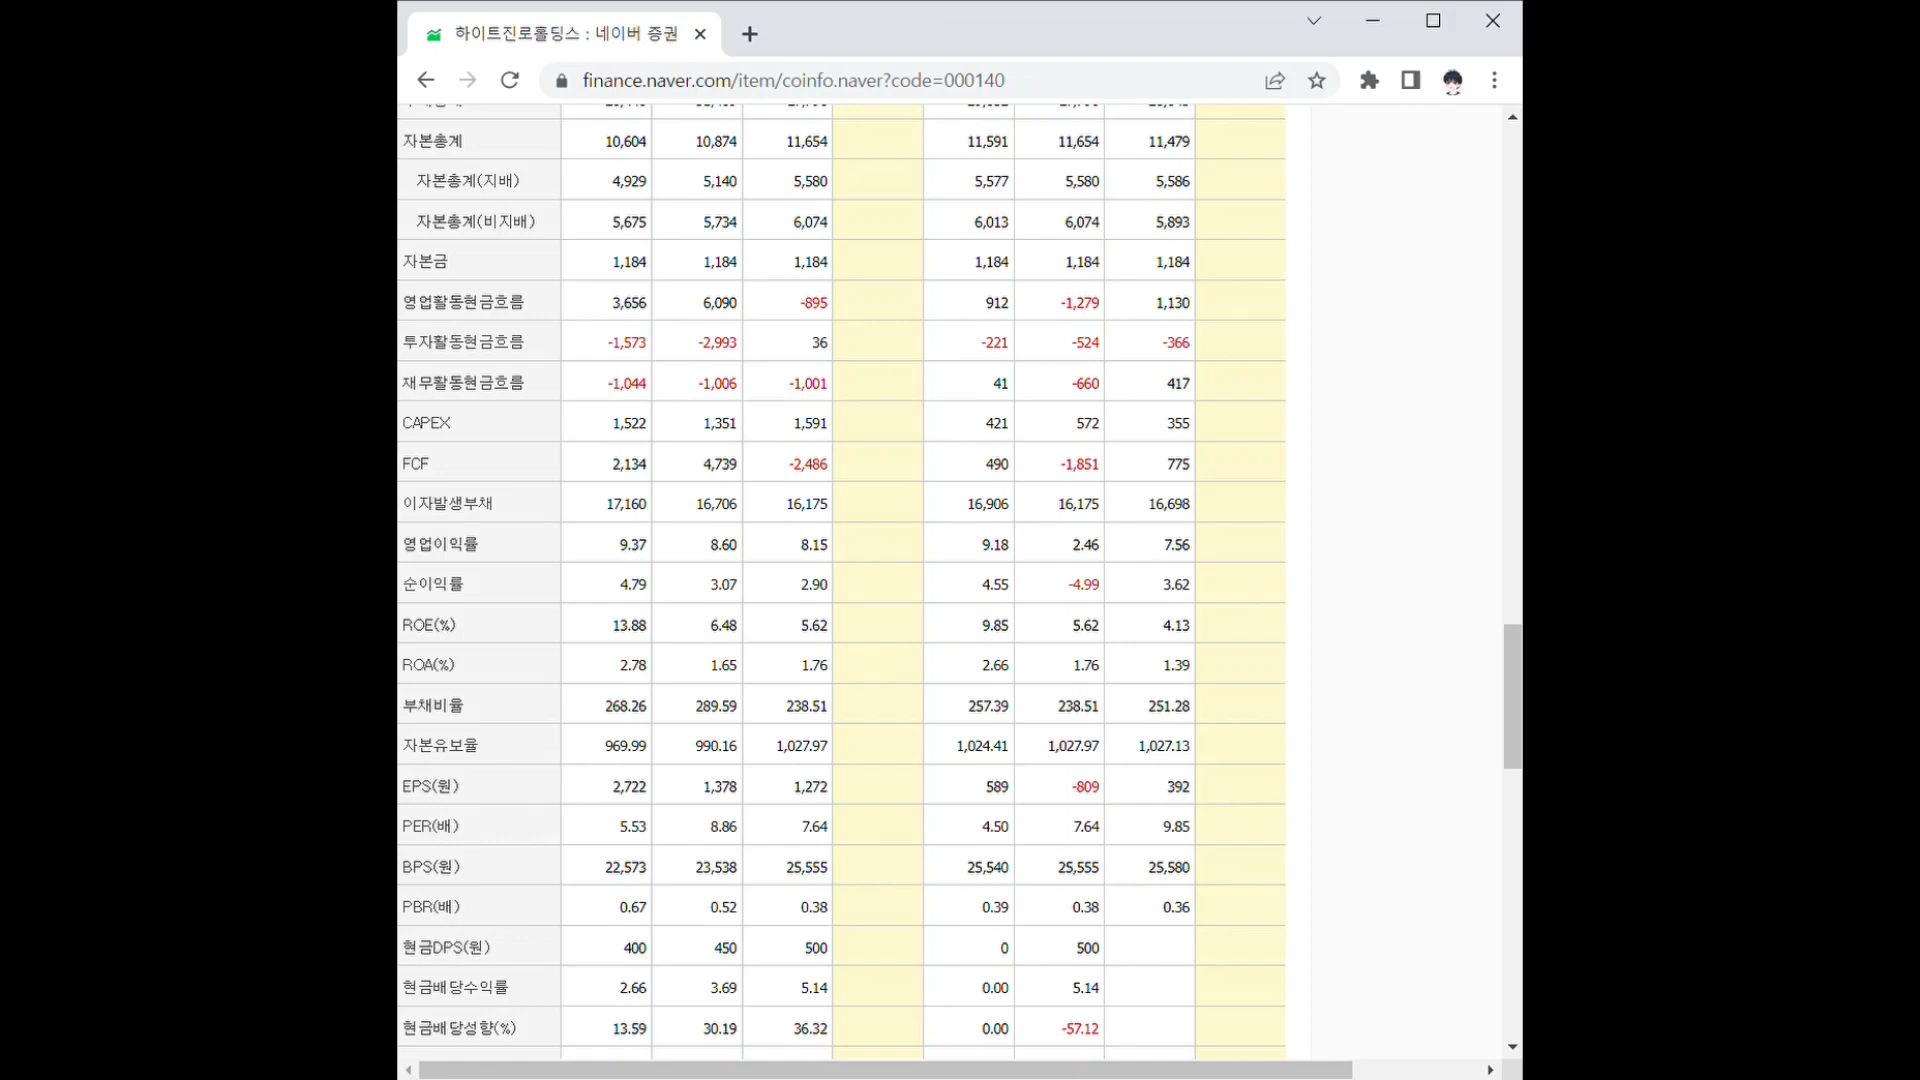 하이트진로홀딩스 : 네이버 증권
finance.naver.com/item/coinfo.naver?code=000140
자본총계 10,604 10,874 11,654 11,591 11,654 11,479
자본총계(지배) 4,929 5,140 5,580 5,577 5,580 5,586
자본총계(비지배) 5,675 5,734 6,074 6,013 6,074 5,893
자본금 1,184 1,184 1,184 1,184 1,184 1,184
영업활동현금흐름 3,656 6,090 -895 912 -1,279 1,130
투자활동현금흐름 -1,573 -2,993 36 -221 -524 -366
재무활동현금흐름 -1,044 -1,006 -1,001 41 -660 417
CAPEX 1,522 1,351 1,591 421 572 355
FCF 2,134 4,739 -2,486 490 -1,851 775
이자발생부채 17,160 16,706 16,175 16,906 16,175 16,698
영업이익률 9.37 8.60 8.15 9.18 2.46 7.56
순이익률 4.79 3.07 2.90 4.55 -4.99 3.62
ROE(%) 13.88 6.48 5.62 9.85 5.62 4.13
ROA(%) 2.78 1.65 1.76 2.66 1.76 1.39
부채비율 268.26 289.59 238.51 257.39 238.51 251.28
자본유보율 969.99 990.16 1,027.97 1,024.41 1,027.97 1,027.13
EPS(원) 2,722 1,378 1,272 589 -809 392
PER(배) 5.53 8.86 7.64 4.50 7.64 9.85
BPS(원) 22,573 23,538 25,555 25,540 25,555 25,580
PBR(배) 0.67 0.52 0.38 0.39 0.38 0.36
현금DPS(원) 400 450 500 0 500
현금배당수익률 2.66 3.69 5.14 0.00 5.14
현금배당성향(%) 13.59 30.19 36.32 0.00 -57.12